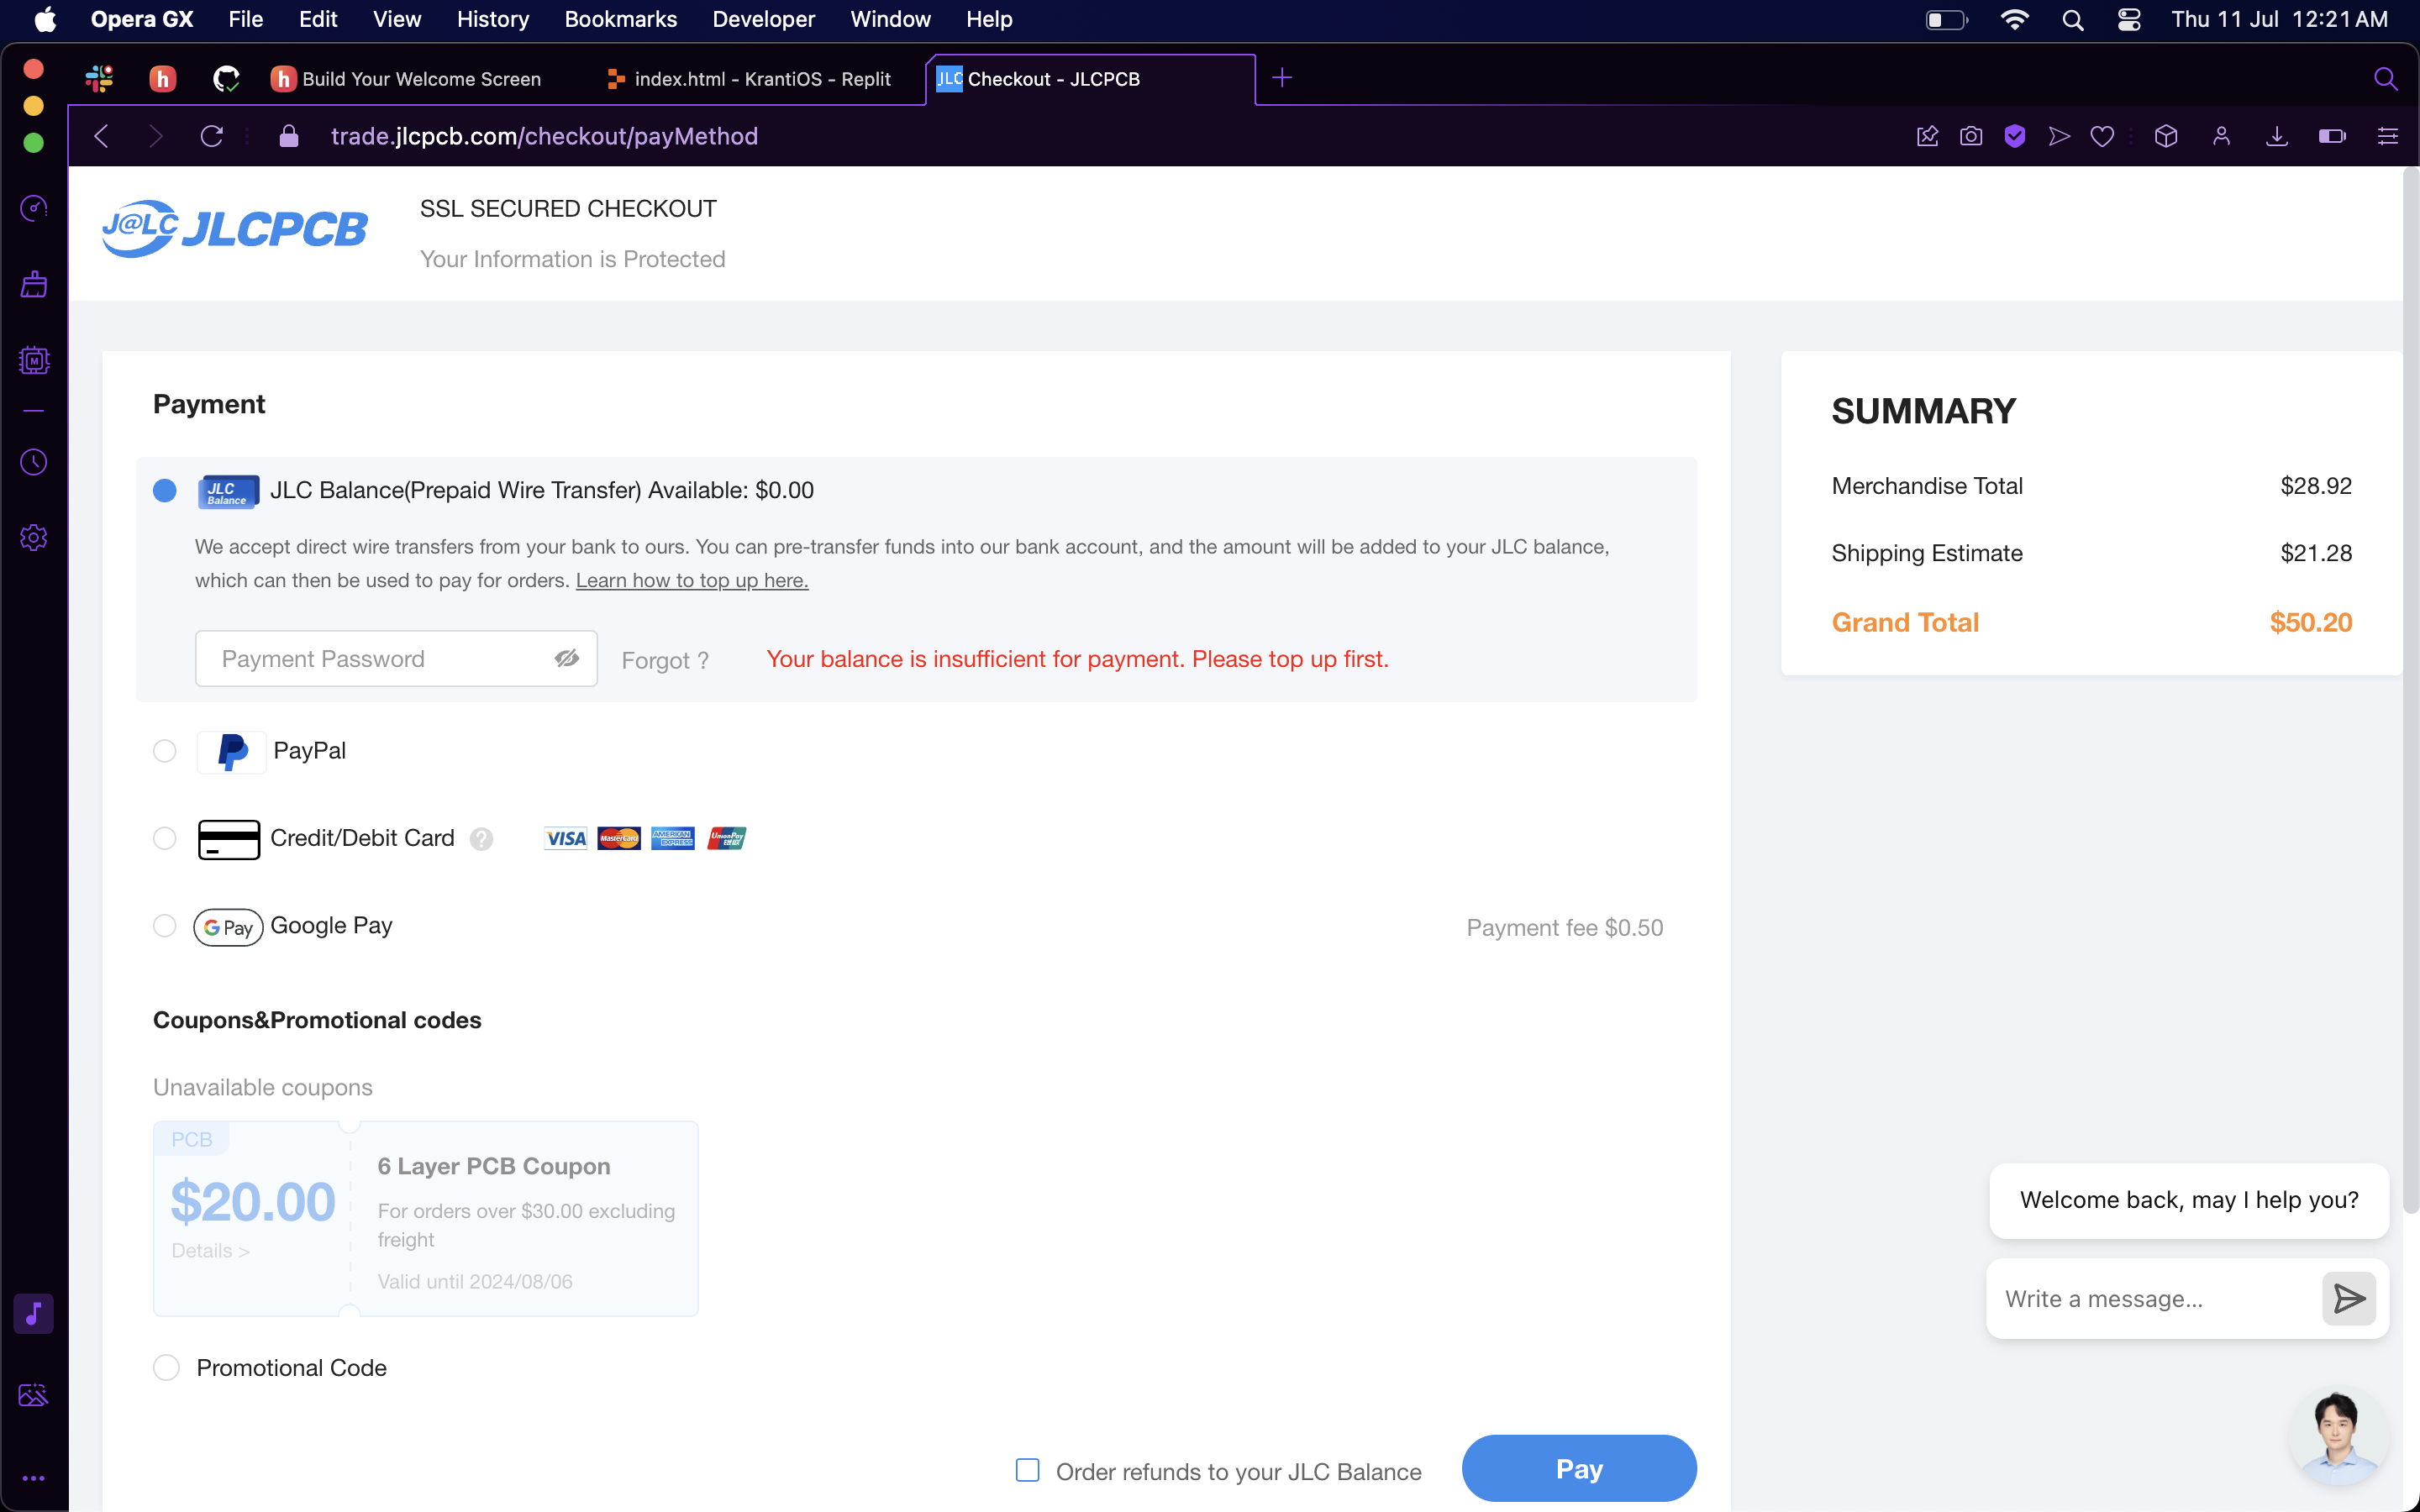 Opera GX File Edit View History Bookmarks Developer Window Help Thu 11 Jul 12:21 AM
h h Build Your Welcome Screen index.html - KrantiOS - Replit JLC Checkout - JLCPCB
trade.jlcpcb.com/checkout/payMethod
J@LC JLCPCB
SSL SECURED CHECKOUT
Your Information is Protected
M
Payment
JLC Balance JLC Balance(Prepaid Wire Transfer) Available: $0.00
We accept direct wire transfers from your bank to ours. You can pre-transfer funds into our bank account, and the amount will be added to your JLC balance,
which can then be used to pay for orders. Learn how to top up here.
Payment Password Forgot ? Your balance is insufficient for payment. Please top up first.
PayPal
Credit/Debit Card ? VISA MasterCard AMERICAN EXPRESS UnionPay
G Pay Google Pay Payment fee $0.50
Coupons&Promotional codes
Unavailable coupons
PCB
$20.00
Details >
6 Layer PCB Coupon
For orders over $30.00 excluding
freight
Valid until 2024/08/06
Promotional Code
Order refunds to your JLC Balance Pay
SUMMARY
Merchandise Total $28.92
Shipping Estimate $21.28
Grand Total $50.20
Welcome back, may I help you?
Write a message...